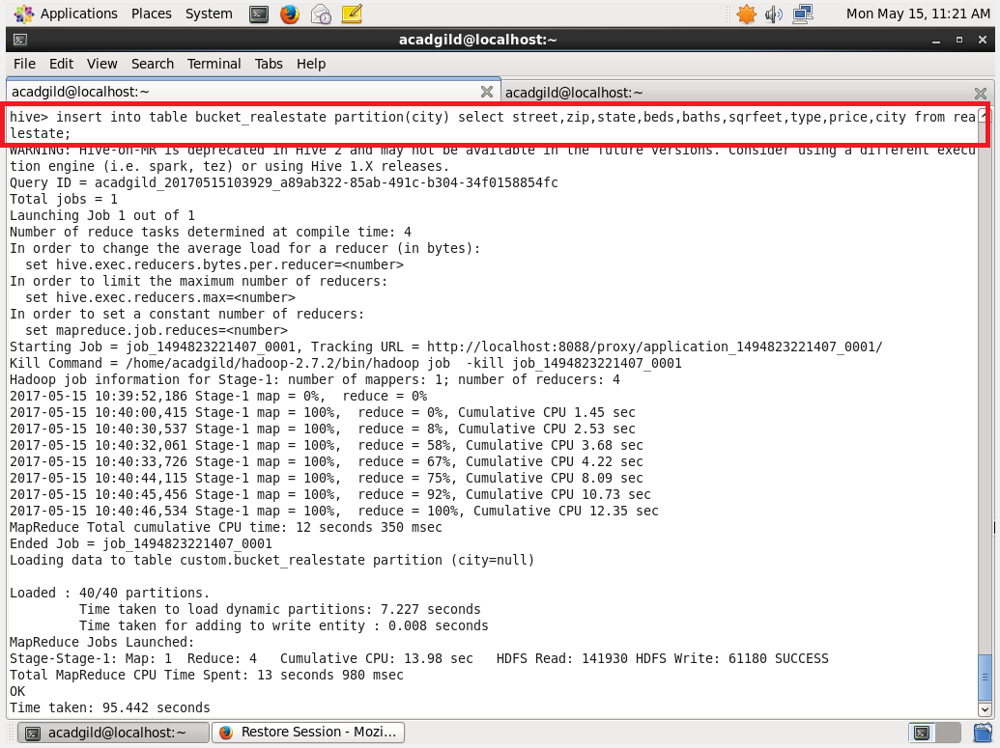 Applications Places System Mon May 15, 11:21 AM
acadgild@localhost:~
File Edit View Search Terminal Tabs Help
acadgild@localhost:~ acadgild@localhost:~
hive> insert into table bucket_realestate partition(city) select street,zip,state,beds,baths,sqrfeet,type,price,city from rea
lestate;
WARNING: Hive-on-MR is deprecated in Hive 2 and may not be available in the future versions. Consider using a different execu
tion engine (i.e. spark, tez) or using Hive 1.X releases.
Query ID = acadgild_20170515103929_a89ab322-85ab-491c-b304-34f0158854fc
Total jobs = 1
Launching Job 1 out of 1
Number of reduce tasks determined at compile time: 4
In order to change the average load for a reducer (in bytes):
  set hive.exec.reducers.bytes.per.reducer=<number>
In order to limit the maximum number of reducers:
  set hive.exec.reducers.max=<number>
In order to set a constant number of reducers:
  set mapreduce.job.reduces=<number>
Starting Job = job_1494823221407_0001, Tracking URL = http://localhost:8088/proxy/application_1494823221407_0001/
Kill Command = /home/acadgild/hadoop-2.7.2/bin/hadoop job  -kill job_1494823221407_0001
Hadoop job information for Stage-1: number of mappers: 1; number of reducers: 4
2017-05-15 10:39:52,186 Stage-1 map = 0%,  reduce = 0%
2017-05-15 10:40:00,415 Stage-1 map = 100%,  reduce = 0%, Cumulative CPU 1.45 sec
2017-05-15 10:40:30,537 Stage-1 map = 100%,  reduce = 8%, Cumulative CPU 2.53 sec
2017-05-15 10:40:32,061 Stage-1 map = 100%,  reduce = 58%, Cumulative CPU 3.68 sec
2017-05-15 10:40:33,726 Stage-1 map = 100%,  reduce = 67%, Cumulative CPU 4.22 sec
2017-05-15 10:40:44,115 Stage-1 map = 100%,  reduce = 75%, Cumulative CPU 8.09 sec
2017-05-15 10:40:45,456 Stage-1 map = 100%,  reduce = 92%, Cumulative CPU 10.73 sec
2017-05-15 10:40:46,534 Stage-1 map = 100%,  reduce = 100%, Cumulative CPU 12.35 sec
MapReduce Total cumulative CPU time: 12 seconds 350 msec
Ended Job = job_1494823221407_0001
Loading data to table custom.bucket_realestate partition (city=null)
Loaded : 40/40 partitions.
         Time taken to load dynamic partitions: 7.227 seconds
         Time taken for adding to write entity : 0.008 seconds
MapReduce Jobs Launched:
Stage-Stage-1: Map: 1  Reduce: 4   Cumulative CPU: 13.98 sec   HDFS Read: 141930 HDFS Write: 61180 SUCCESS
Total MapReduce CPU Time Spent: 13 seconds 980 msec
OK
Time taken: 95.442 seconds
acadgild@localhost:~ Restore Session - Mozi...